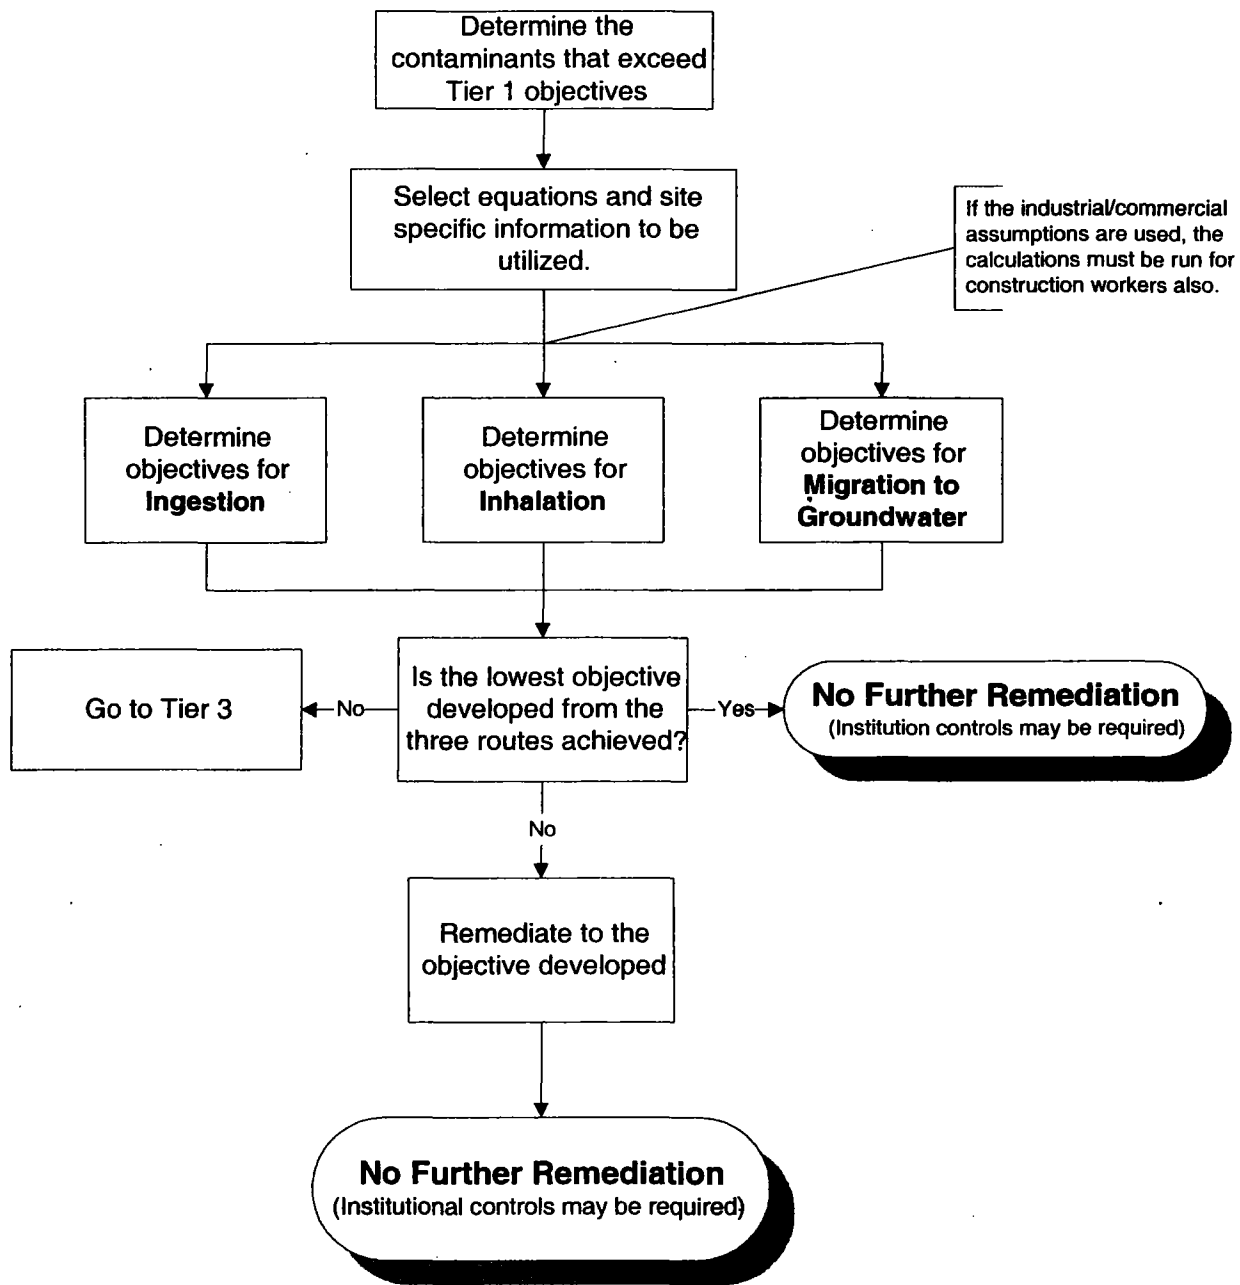 Determine the
contaminants that exceed
Tier 1 objectives
Select equations and site
specific information to be
utilized.
If the industrial/commercial
assumptions are used, the
calculations must be run for
construction workers also.
Determine
objectives for
Ingestion
Determine
objectives for
Inhalation
Determine
objectives for
Migration to
Groundwater
Go to Tier 3
No
Is the lowest objective
developed from the
three routes achieved?
Yes
No Further Remediation
(Institution controls may be required)
No
Remediate to the
objective developed
No Further Remediation
(Institutional controls may be required)